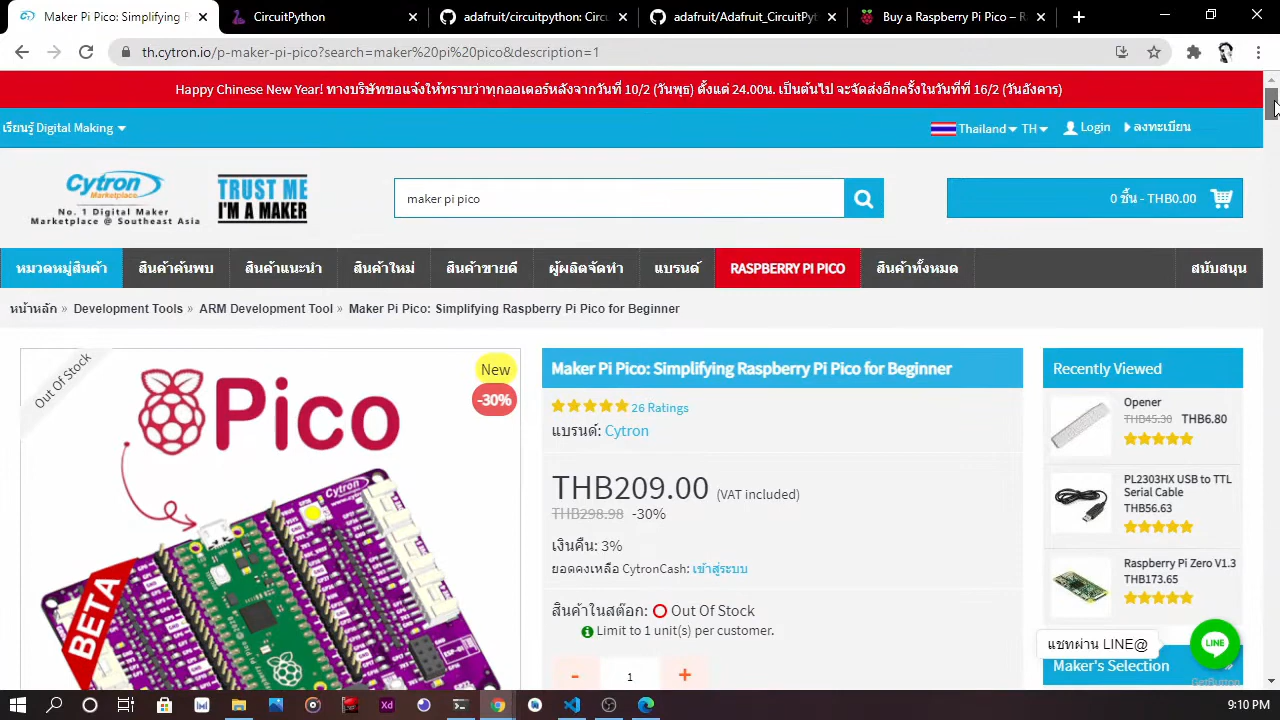 Maker Pi Pico: Simplifying F
CircuitPython
adafruit/circuitpython: Circu
adafruit/Adafruit_CircuitPyt
Buy a Raspberry Pi Pico – R
th.cytron.io/p-maker-pi-pico?search=maker%20pi%20pico&description=1
Happy Chinese New Year! ทางบริษัทขอแจ้งให้ทราบว่าทุกออเดอร์หลังจากวันที่ 10/2 (วันพุธ) ตั้งแต่ 24.00น. เป็นต้นไป จะจัดส่งอีกครั้งในวันที่ที่ 16/2 (วันอังคาร)
เรียนรู้ Digital Making
Thailand TH Login ลงทะเบียน
Cytron
Marketplace
No. 1 Digital Maker
Marketplace @ Southeast Asia
TRUST ME
I'M A MAKER
maker pi pico
0 ชิ้น - THB0.00
หมวดหมู่สินค้า สินค้าค้นพบ สินค้าแนะนำ สินค้าใหม่ สินค้าขายดี ผู้ผลิตจัดทำ แบรนด์ RASPBERRY PI PICO สินค้าทั้งหมด สนับสนุน
หน้าหลัก » Development Tools » ARM Development Tool » Maker Pi Pico: Simplifying Raspberry Pi Pico for Beginner
Out Of Stock
New
-30%
Pico
Cytron
BETA
Maker Pi Pico: Simplifying Raspberry Pi Pico for Beginner
26 Ratings
แบรนด์: Cytron
THB209.00 (VAT included)
THB298.98 -30%
เงินคืน: 3%
ยอดคงเหลือ CytronCash: เข้าสู่ระบบ
สินค้าในสต๊อก: Out Of Stock
Limit to 1 unit(s) per customer.
- 1 +
Recently Viewed
Opener
THB45.30 THB6.80
PL2303HX USB to TTL
Serial Cable
THB56.63
Raspberry Pi Zero V1.3
THB173.65
แชทผ่าน LINE@
LINE
Maker's Selection
GetButton
Xd
9:10 PM